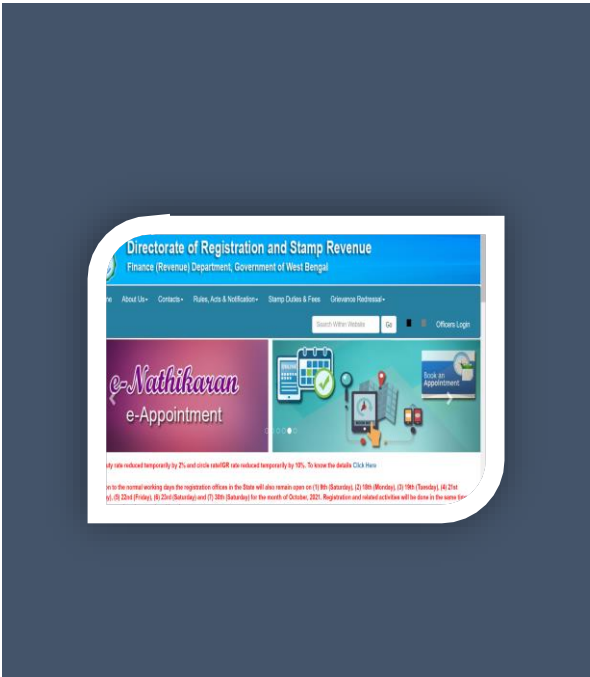 Directorate of Registration and Stamp Revenue
Finance (Revenue) Department, Government of West Bengal
me About Us Contacts Rules, Acts & Notification Stamp Duties & Fees Grievance Redressal
Search Within Website Go Officers Login
e-Nathikaran
e-Appointment
Book an
Appointment
uty rate reduced temporarily by 2% and circle rate/IGR rate reduced temporarily by 10%. To know the details Click Here
on to the normal working days the registration offices in the State will also remain open on (1) 9th (Saturday), (2) 18th (Monday), (3) 19th (Tuesday), (4) 21st
y), (5) 22nd (Friday), (6) 23rd (Saturday) and (7) 30th (Saturday) for the month of October, 2021. Registration and related activities will be done in the same time